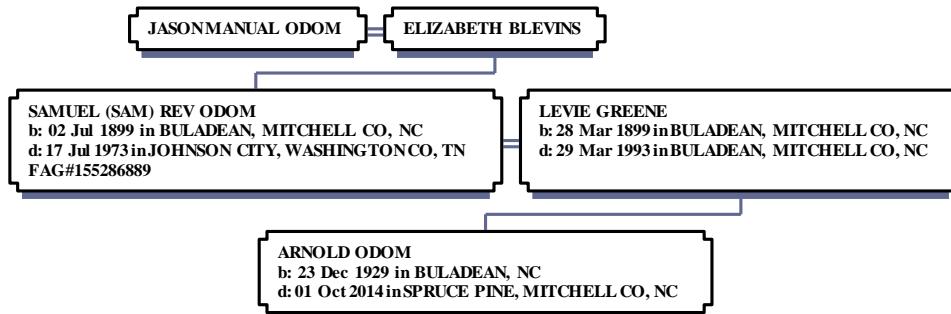 JASON MANUAL ODOM
ELIZABETH BLEVINS
SAMUEL (SAM) REV ODOM
b: 02 Jul 1899 in BULADEAN, MITCHELL CO, NC
d: 17 Jul 1973 in JOHNSON CITY, WASHINGTON CO, TN
FAG#155286889
LEVIE GREENE
b: 28 Mar 1899 in BULADEAN, MITCHELL CO, NC
d: 29 Mar 1993 in BULADEAN, MITCHELL CO, NC
ARNOLD ODOM
b: 23 Dec 1929 in BULADEAN, NC
d: 01 Oct 2014 in SPRUCE PINE, MITCHELL CO, NC